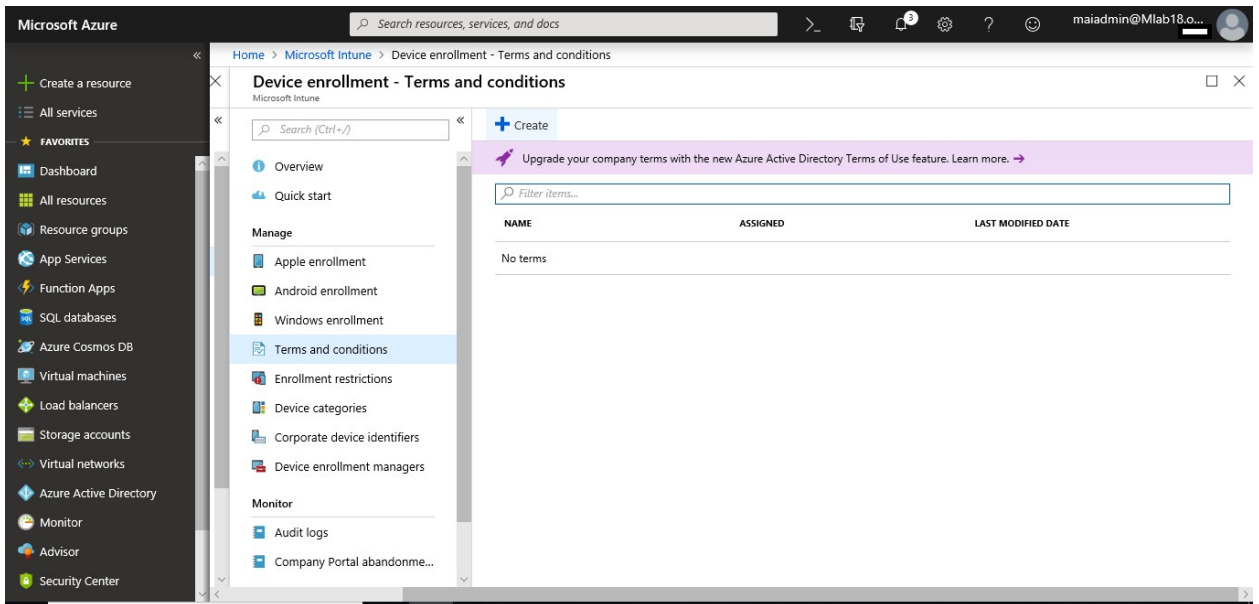 Microsoft Azure
Search resources, services, and docs
3
maiadmin@Mlab18.o...
Home > Microsoft Intune > Device enrollment - Terms and conditions
Create a resource
All services
FAVORITES
Dashboard
All resources
Resource groups
App Services
Function Apps
SQL databases
Azure Cosmos DB
Virtual machines
Load balancers
Storage accounts
Virtual networks
Azure Active Directory
Monitor
Advisor
Security Center
Device enrollment - Terms and conditions
Microsoft Intune
Search (Ctrl+/)
Overview
Quick start
Manage
Apple enrollment
Android enrollment
Windows enrollment
Terms and conditions
Enrollment restrictions
Device categories
Corporate device identifiers
Device enrollment managers
Monitor
Audit logs
Company Portal abandonme...
Create
Upgrade your company terms with the new Azure Active Directory Terms of Use feature. Learn more. →
Filter items...
NAME ASSIGNED LAST MODIFIED DATE
No terms